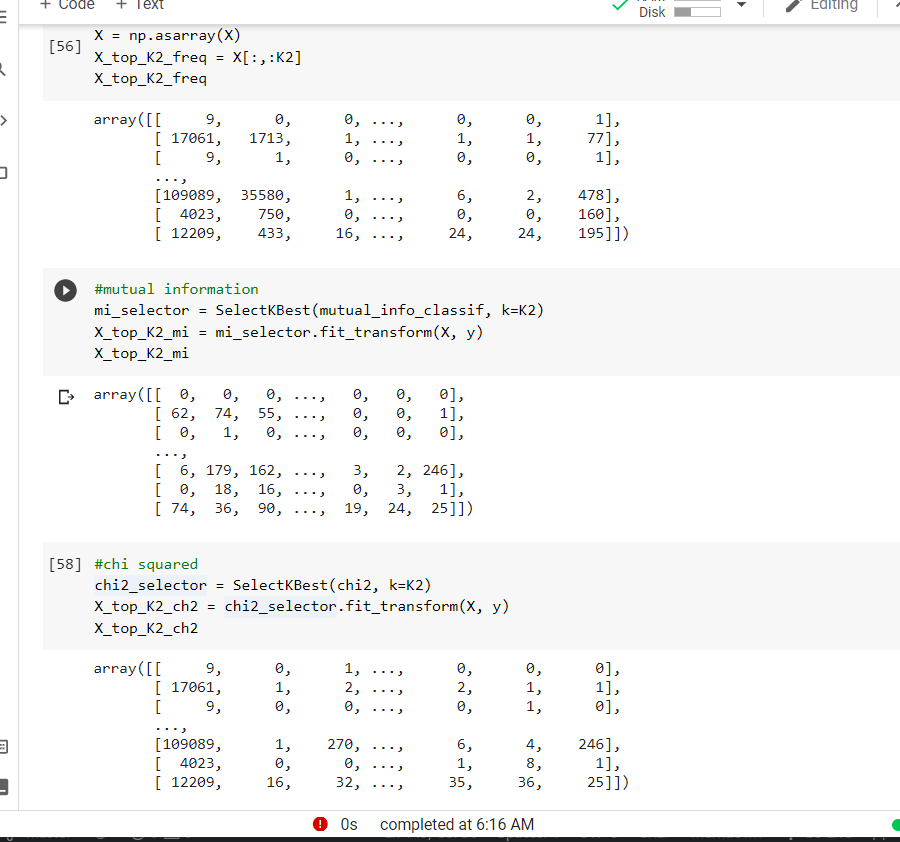 + Code + Text
Disk
Editing
X = np.asarray(X)
[56]
X_top_K2_freq = X[:,:K2]
X_top_K2_freq
array([[ 9, 0, 0, ..., 0, 0, 1],
[ 17061, 1713, 1, ..., 1, 1, 77],
[ 9, 1, 0, ..., 0, 0, 1],
...,
[109089, 35580, 1, ..., 6, 2, 478],
[ 4023, 750, 0, ..., 0, 0, 160],
[ 12209, 433, 16, ..., 24, 24, 195]])
#mutual information
mi_selector = SelectKBest(mutual_info_classif, k=K2)
X_top_K2_mi = mi_selector.fit_transform(X, y)
X_top_K2_mi
array([[ 0, 0, 0, ..., 0, 0, 0],
[ 62, 74, 55, ..., 0, 0, 1],
[ 0, 1, 0, ..., 0, 0, 0],
...,
[ 6, 179, 162, ..., 3, 2, 246],
[ 0, 18, 16, ..., 0, 3, 1],
[ 74, 36, 90, ..., 19, 24, 25]])
[58] #chi squared
chi2_selector = SelectKBest(chi2, k=K2)
X_top_K2_ch2 = chi2_selector.fit_transform(X, y)
X_top_K2_ch2
array([[ 9, 0, 1, ..., 0, 0, 0],
[ 17061, 1, 2, ..., 2, 1, 1],
[ 9, 0, 0, ..., 0, 1, 0],
...,
[109089, 1, 270, ..., 6, 4, 246],
[ 4023, 0, 0, ..., 1, 8, 1],
[ 12209, 16, 32, ..., 35, 36, 25]])
0s completed at 6:16 AM